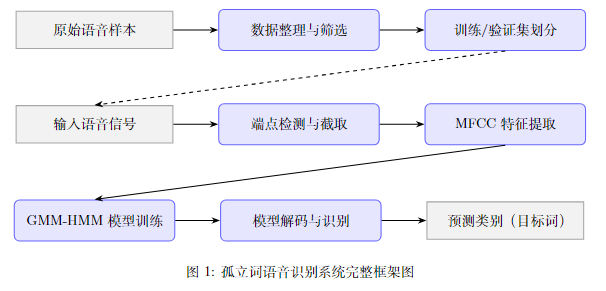 原始语音样本
数据整理与筛选
训练/验证集划分
输入语音信号
端点检测与截取
MFCC 特征提取
GMM-HMM 模型训练
模型解码与识别
预测类别（目标词）
图 1: 孤立词语音识别系统完整框架图